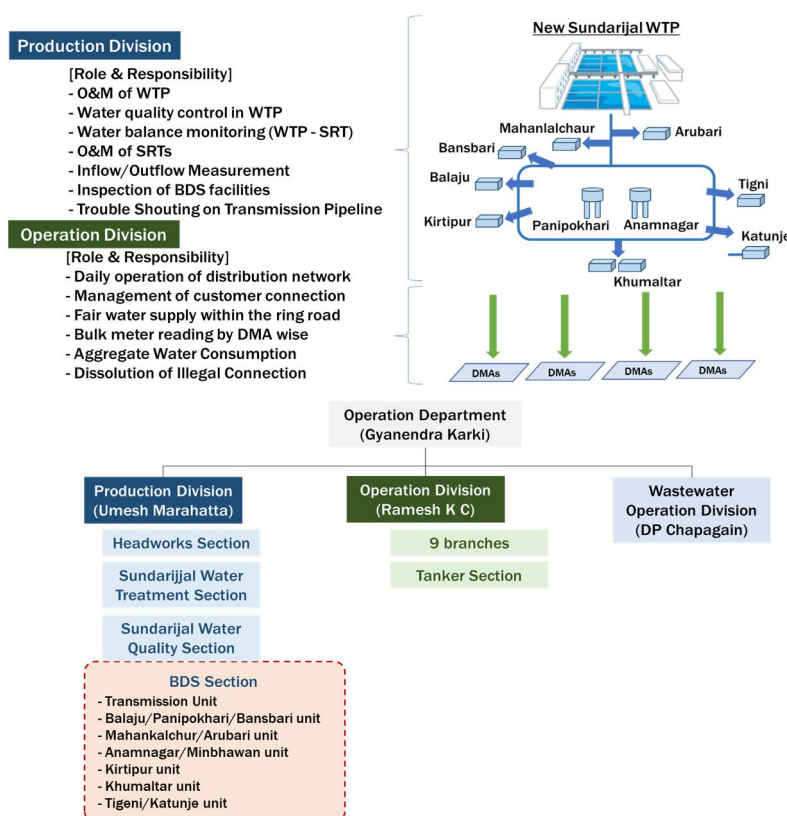 Production Division
[Role & Responsibility]
- O&M of WTP
- Water quality control in WTP
- Water balance monitoring (WTP - SRT)
- O&M of SRTs
- Inflow/Outflow Measurement
- Inspection of BDS facilities
- Trouble Shouting on Transmission Pipeline
Operation Division
[Role & Responsibility]
- Daily operation of distribution network
- Management of customer connection
- Fair water supply within the ring road
- Bulk meter reading by DMA wise
- Aggregate Water Consumption
- Dissolution of Illegal Connection
New Sundarijal WTP
Mahanlalchaur
Arubari
Bansbari
Balaju
Tigni
Kirtipur
Panipokhari
Anamnagar
Katunje
Khumaltar
DMAs
DMAs
DMAs
DMAs
Operation Department
(Gyanendra Karki)
Production Division
(Umesh Marahatta)
Headworks Section
Sundarijjal Water
Treatment Section
Sundarijal Water
Quality Section
BDS Section
- Transmission Unit
- Balaju/Panipokhari/Bansbari unit
- Mahankalchur/Arubari unit
- Anamnagar/Minbhawan unit
- Kirtipur unit
- Khumaltar unit
- Tigeni/Katunje unit
Operation Division
(Ramesh K C)
9 branches
Tanker Section
Wastewater
Operation Division
(DP Chapagain)